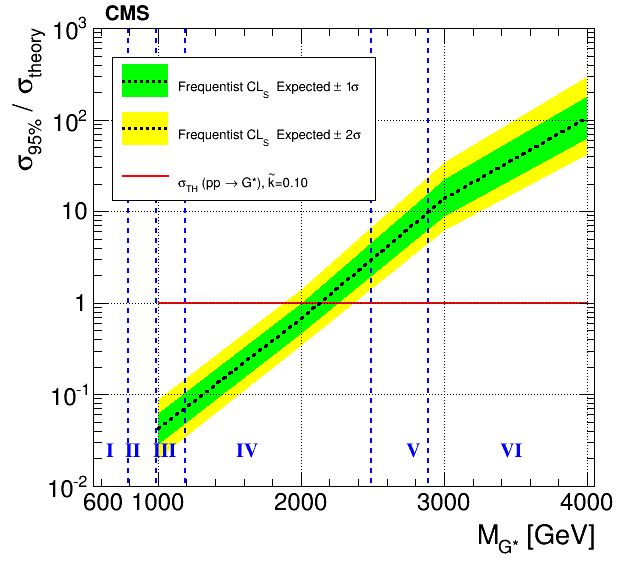 CMS
σ95% / σtheory
10³
10²
10
1
10⁻¹
10⁻²
Frequentist CLS Expected ± 1σ
Frequentist CLS Expected ± 2σ
σTH (pp → G*), k̃=0.10
I II III IV V VI
600 1000 2000 3000 4000
MG* [GeV]